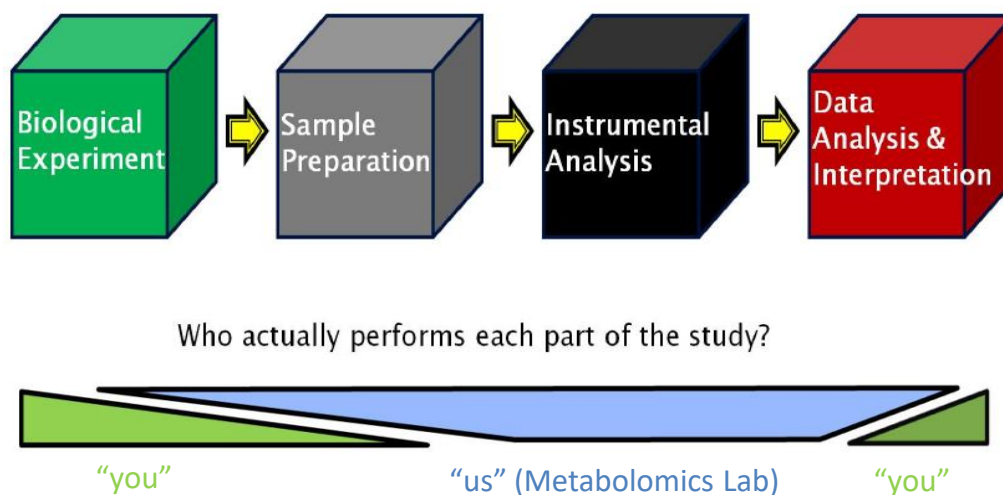 Biological
Experiment
Sample
Preparation
Instrumental
Analysis
Data
Analysis &
Interpretation
Who actually performs each part of the study?
“you”
“us” (Metabolomics Lab)
“you”